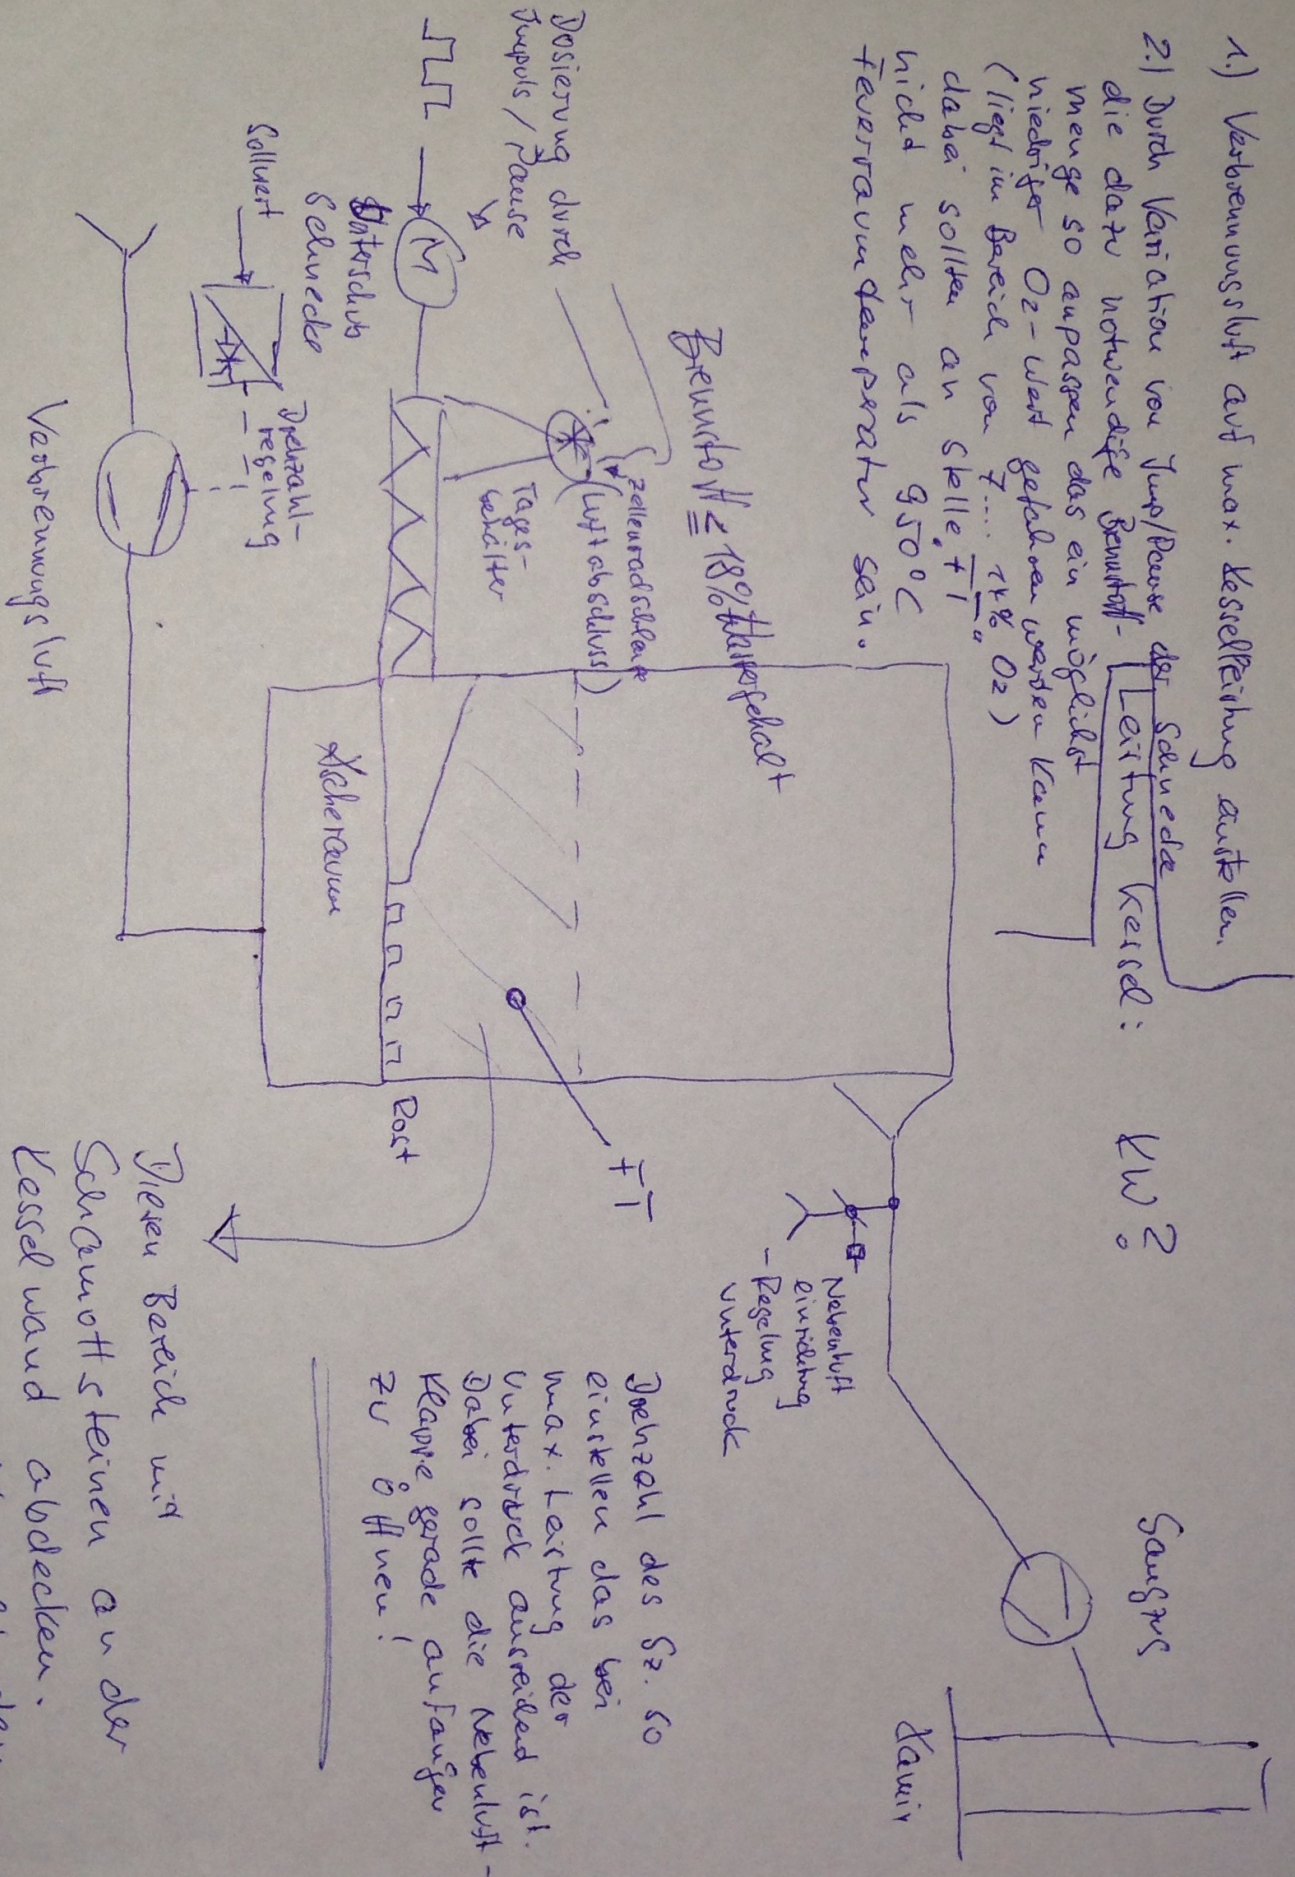 1.) Verbrennungsluft auf max. Kesselleistung einstellen.
2.) Durch Variation von Imp/Pause der Schnecke
die dazu notwendige Brennstoff-
menge so anpassen das ein möglichst
niedriger O2-Wert gefahren werden kann
(liegt im Bereich von 7... 14% O2)
dabei sollten an Stelle "T1"
nicht mehr als 950°C
Feuerraumtemperatur sein.
Leistung Kessel: KW?
Saugzug
Kamin
Nebenluft
einrichtung
- Regelung
Unterdruck
Drehzahl des Sz. so
einstellen das bei
max. Leistung der
Unterdruck ausreichend ist.
Dabei sollte die Nebenluft-
Klappe gerade anfangen
zu öffnen!
Brennstoff ≤ 18% Wassergehalt
Zellenradschleuse
(Luftabschluss)
Tages-
behälter
Dosierung durch
Impuls/Pause
M
Unterschub
Schnecke
Sollwert
Drehzahl-
regelung
Verbrennungsluft
Ascheraum
Rost
T1
Diesen Bereich mit
Schamottsteinen an der
Kesselwand abdecken.